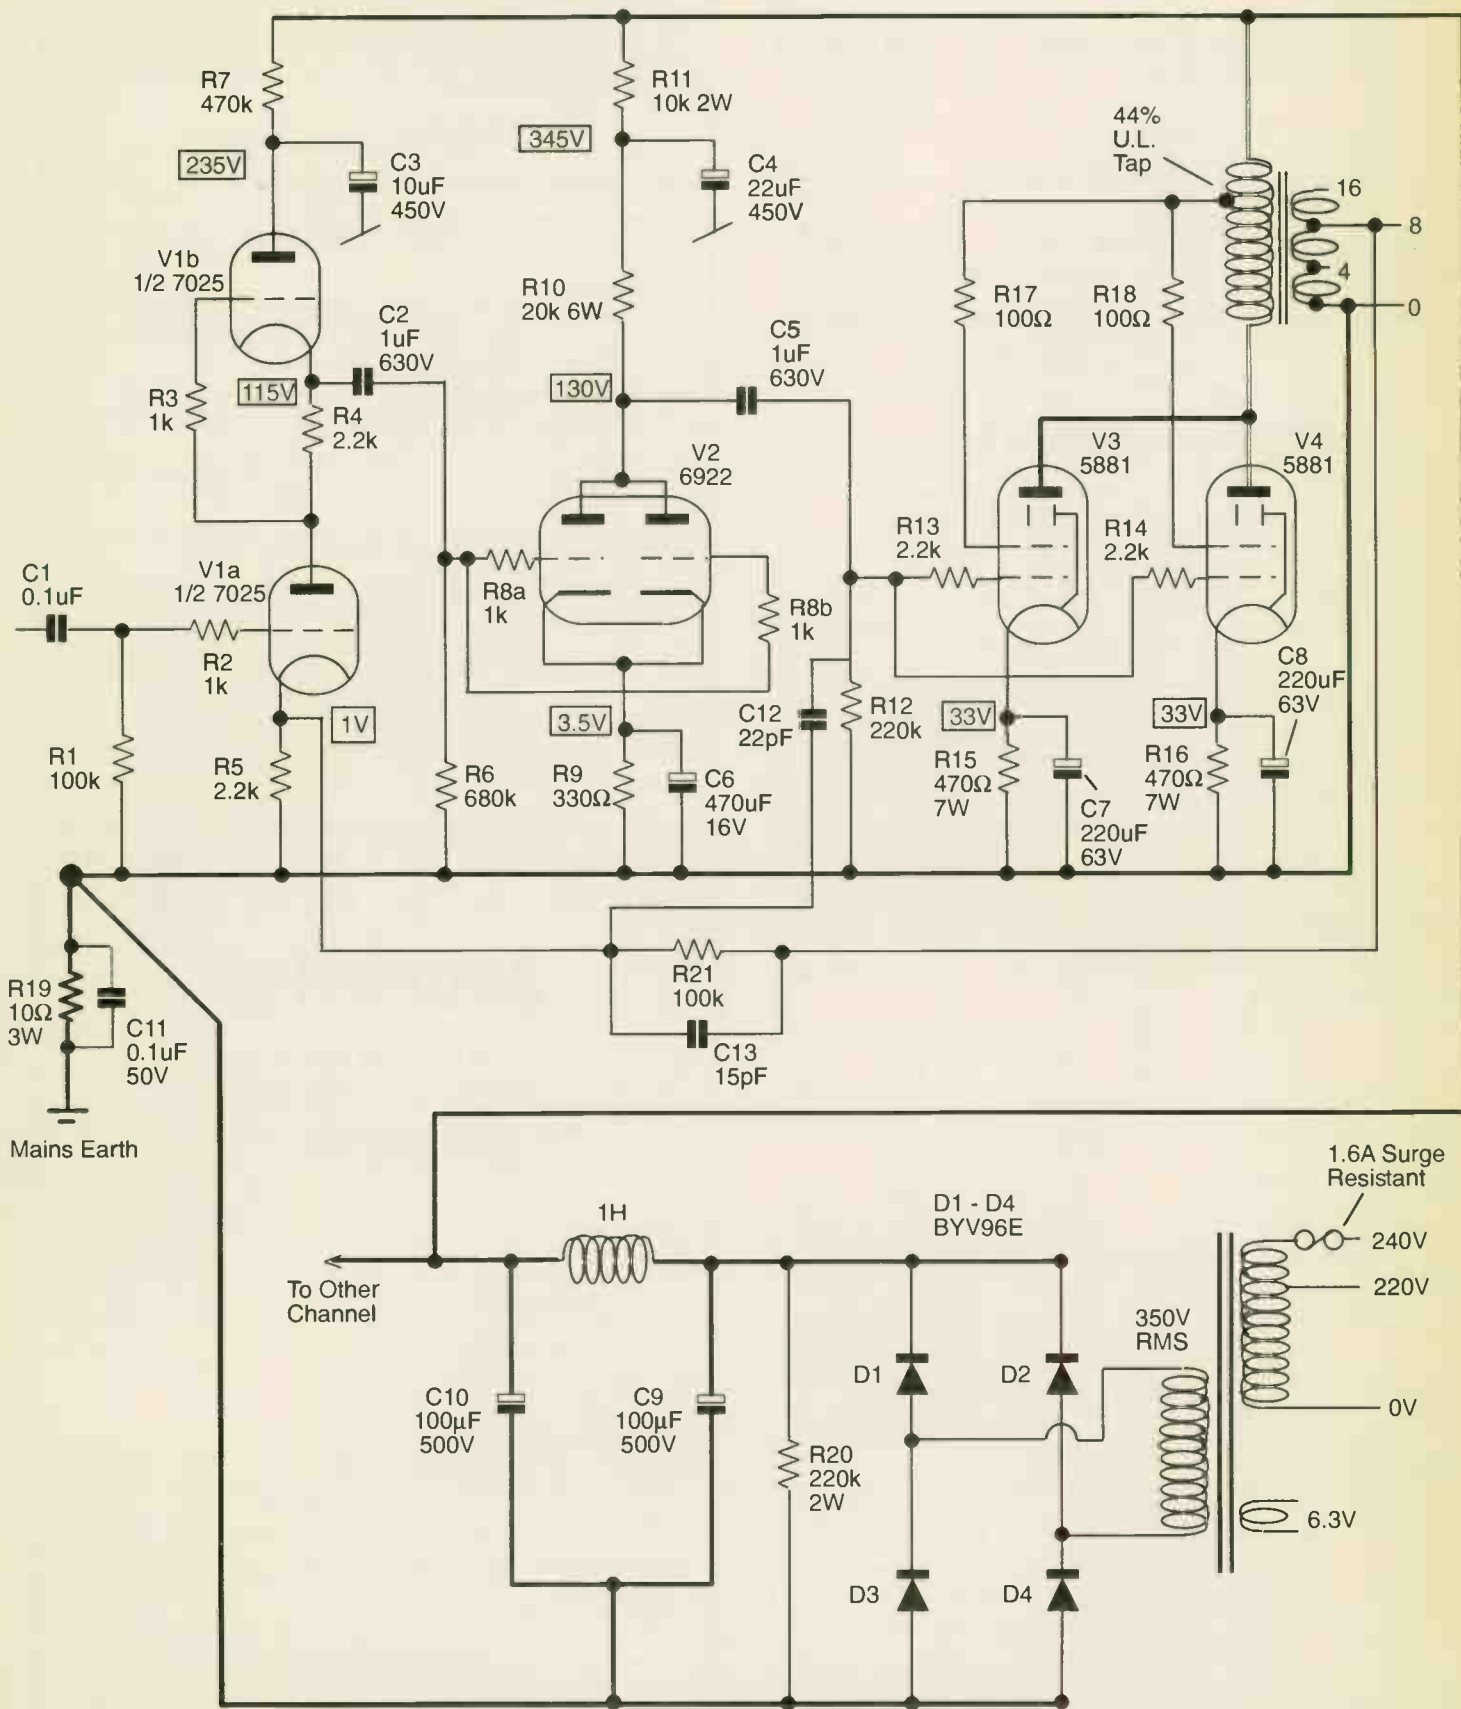 R7
470k
R11
10k 2W
44%
U.L.
Tap
235V
C3
10uF
450V
345V
C4
22uF
450V
16
8
4
0
V1b
1/2 7025
R10
20k 6W
R17
100Ω
R18
100Ω
C2
1uF
630V
C5
1uF
630V
R3
1k
115V
R4
2.2k
130V
V2
6922
V3
5881
V4
5881
C1
0.1uF
V1a
1/2 7025
R8a
1k
R8b
1k
R13
2.2k
R14
2.2k
R2
1k
1V
3.5V
C12
22pF
R12
220k
33V
33V
C8
220uF
63V
R1
100k
R5
2.2k
R6
680k
R9
330Ω
C6
470uF
16V
R15
470Ω
7W
C7
220uF
63V
R16
470Ω
7W
R19
10Ω
3W
C11
0.1uF
50V
R21
100k
C13
15pF
Mains Earth
1.6A Surge
Resistant
1H
D1 - D4
BYV96E
240V
220V
To Other
Channel
350V
RMS
D1
D2
0V
C10
100µF
500V
C9
100µF
500V
R20
220k
2W
6.3V
D3
D4